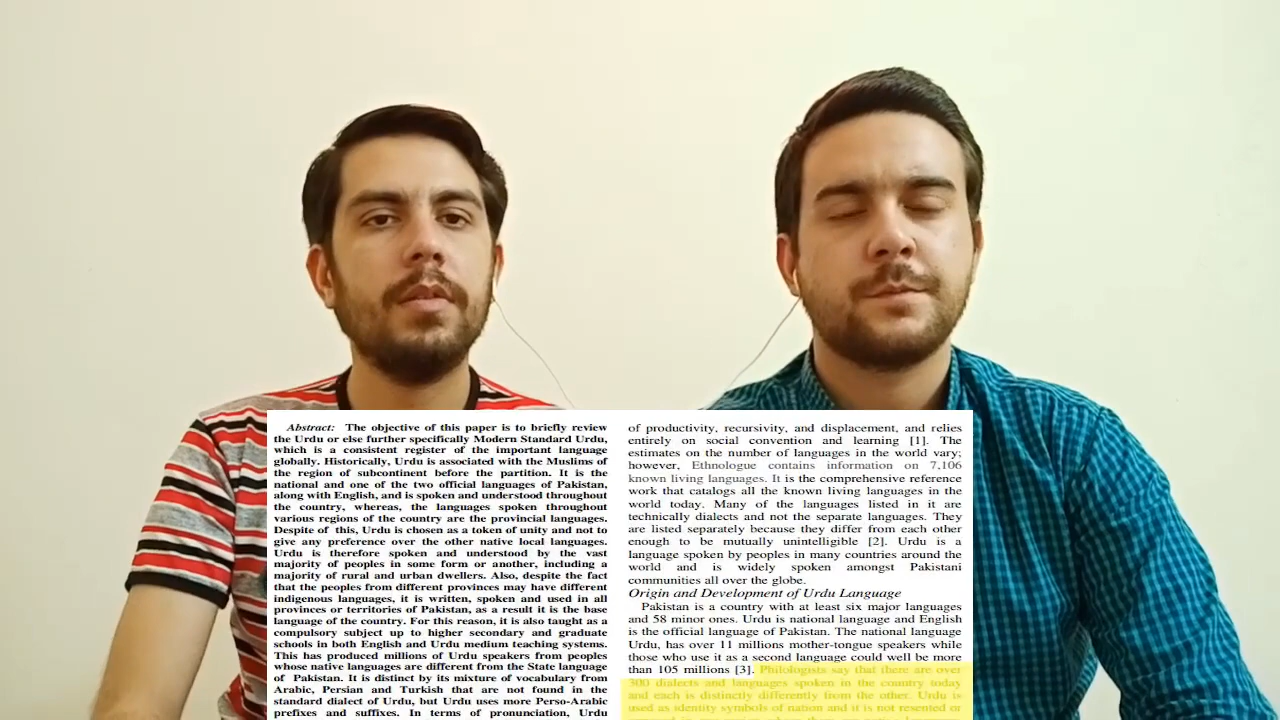 Abstract: The objective of this paper is to briefly review
the Urdu or else further specifically Modern Standard Urdu,
which is a consistent register of the important language
globally. Historically, Urdu is associated with the Muslims of
the region of subcontinent before the partition. It is the
national and one of the two official languages of Pakistan,
along with English, and is spoken and understood throughout
the country, whereas, the languages spoken throughout
various regions of the country are the provincial languages.
Despite of this, Urdu is chosen as a token of unity and not to
give any preference over the other native local languages.
Urdu is therefore spoken and understood by the vast
majority of peoples in some form or another, including a
majority of rural and urban dwellers. Also, despite the fact
that the peoples from different provinces may have different
indigenous languages, it is written, spoken and used in all
provinces or territories of Pakistan, as a result it is the base
language of the country. For this reason, it is also taught as a
compulsory subject up to higher secondary and graduate
schools in both English and Urdu medium teaching systems.
This has produced millions of Urdu speakers from peoples
whose native languages are different from the State language
of Pakistan. It is distinct by its mixture of vocabulary from
Arabic, Persian and Turkish that are not found in the
standard dialect of Urdu, but Urdu uses more Perso-Arabic
prefixes and suffixes. In terms of pronunciation, Urdu
of productivity, recursivity, and displacement, and relies
entirely on social convention and learning [1]. The
estimates on the number of languages in the world vary;
however, Ethnologue contains information on 7,106
known living languages. It is the comprehensive reference
work that catalogs all the known living languages in the
world today. Many of the languages listed in it are
technically dialects and not the separate languages. They
are listed separately because they differ from each other
enough to be mutually unintelligible [2]. Urdu is a
language spoken by peoples in many countries around the
world and is widely spoken amongst Pakistani
communities all over the globe.
Origin and Development of Urdu Language
Pakistan is a country with at least six major languages
and 58 minor ones. Urdu is national language and English
is the official language of Pakistan. The national language
Urdu, has over 11 millions mother-tongue speakers while
those who use it as a second language could well be more
than 105 millions [3]. Philologists say that there are over
300 dialects and languages spoken in the country today
and each is distinctly differently from the other. Urdu is
used as identity symbols of nation and it is not resented or